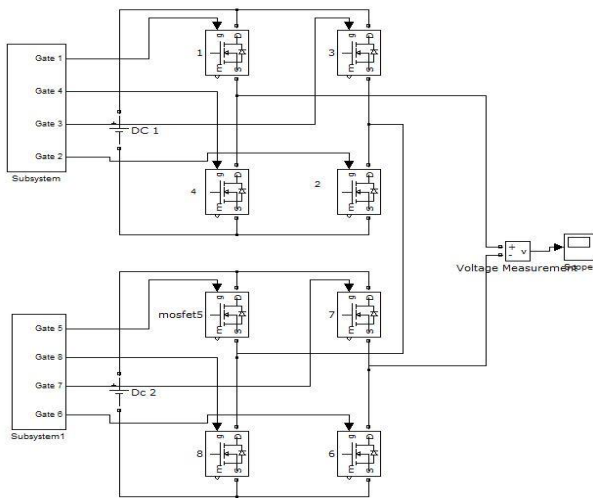 Gate 1
Gate 4
Gate 3
Gate 2
Subsystem
DC 1
1
g
D
m
S
3
g
D
m
S
4
g
D
m
S
2
g
D
m
S
+
-
v
Voltage Measurement
Scope
Gate 5
Gate 8
Gate 7
Gate 6
Subsystem1
Dc 2
mosfet5
g
D
m
S
7
g
D
m
S
8
g
D
m
S
6
g
D
m
S